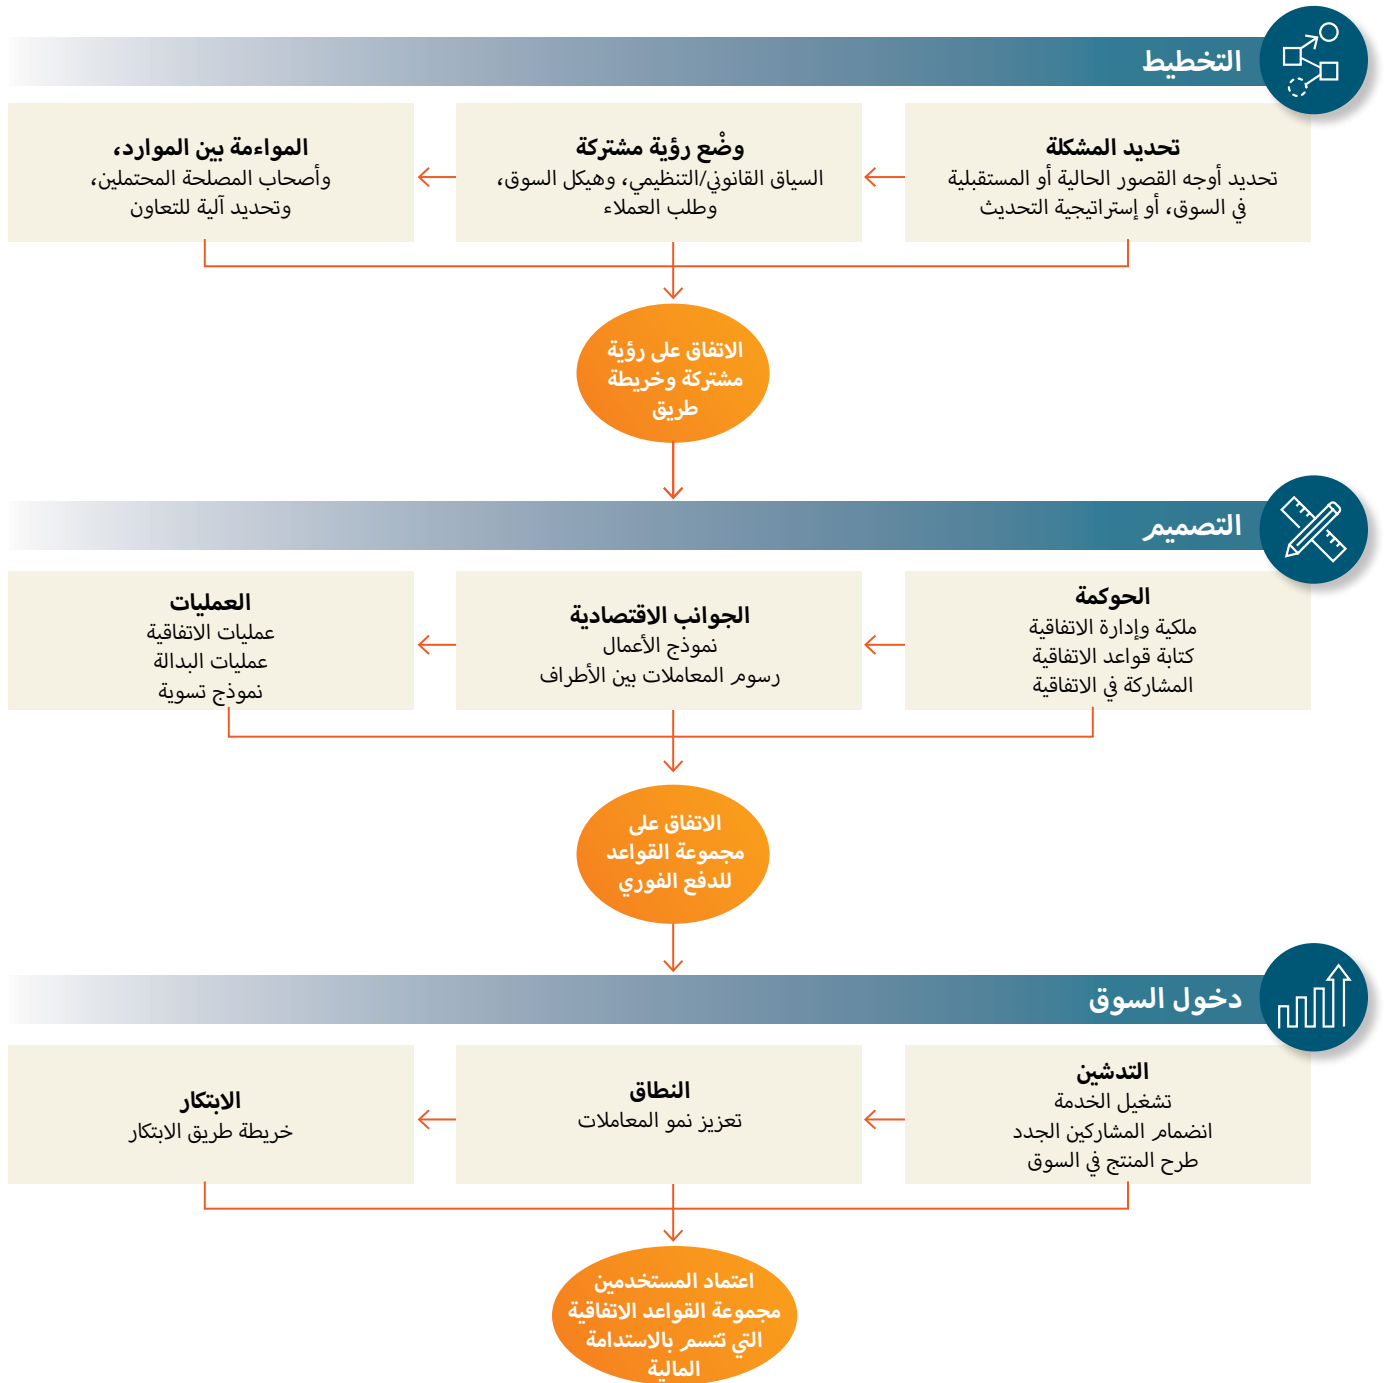 التخطيط
تحديد المشكلة
تحديد أوجه القصور الحالية أو المستقبلية
في السوق، أو إستراتيجية التحديث
وضْع رؤية مشتركة
السياق القانوني/التنظيمي، وهيكل السوق،
وطلب العملاء
المواءمة بين الموارد،
وأصحاب المصلحة المحتملين،
وتحديد آلية للتعاون
الاتفاق على رؤية
مشتركة وخريطة
طريق
التصميم
الحوكمة
ملكية وإدارة الاتفاقية
كتابة قواعد الاتفاقية
المشاركة في الاتفاقية
الجوانب الاقتصادية
نموذج الأعمال
رسوم المعاملات بين الأطراف
العمليات
عمليات الاتفاقية
عمليات البدالة
نموذج تسوية
الاتفاق على
مجموعة القواعد
للدفع الفوري
دخول السوق
التدشين
تشغيل الخدمة
انضمام المشاركين الجدد
طرح المنتج في السوق
النطاق
تعزيز نمو المعاملات
الابتكار
خريطة طريق الابتكار
اعتماد المستخدمين
مجموعة القواعد الاتفاقية
التي تتسم بالاستدامة
المالية